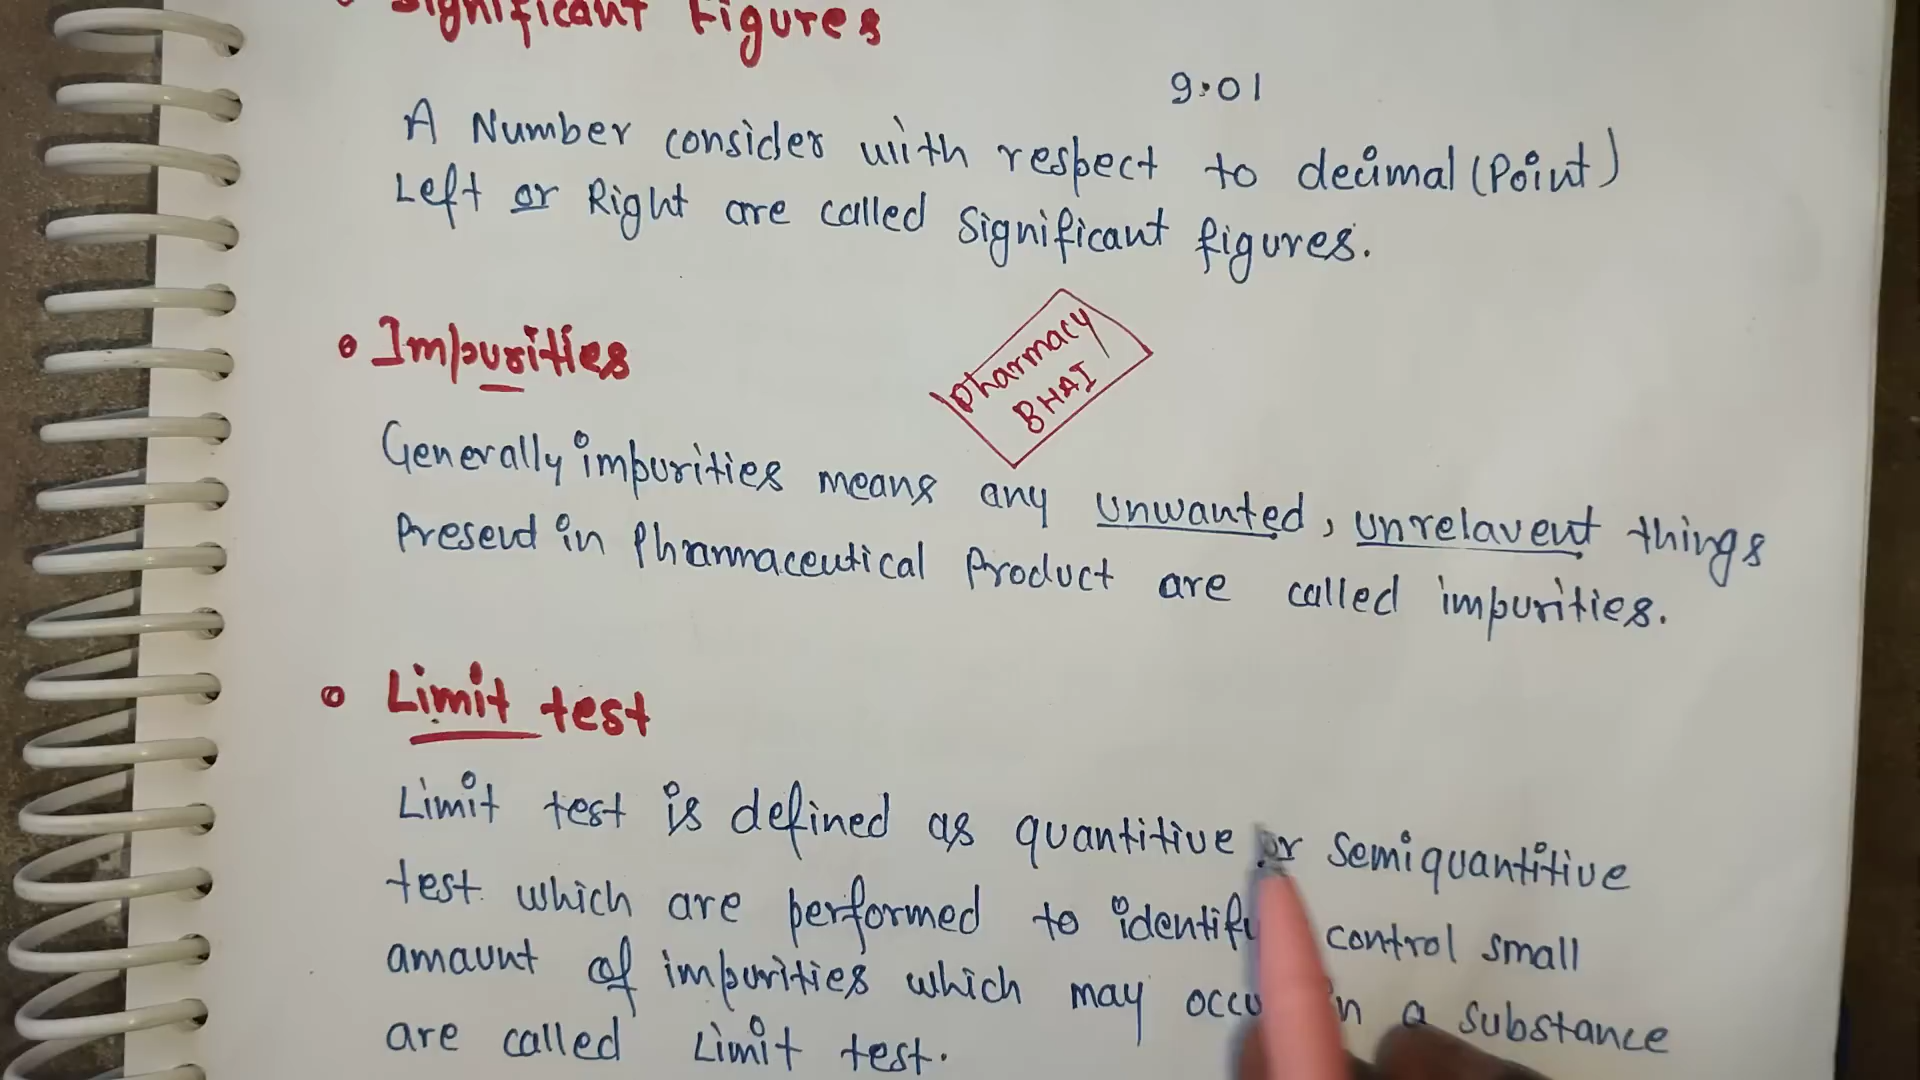 Significant Figures
9.01
A Number consider with respect to decimal (Point)
Left or Right are called Significant figures.
Impurities
Pharmacy
BHAI
Generally impurities means any unwanted, unrelavent things
Present in Pharmaceutical Product are called impurities.
Limit test
Limit test is defined as quantitive or Semiquantitive
test which are performed to identify control small
amaunt of impurities which may occur in a substance
are called Limit test.